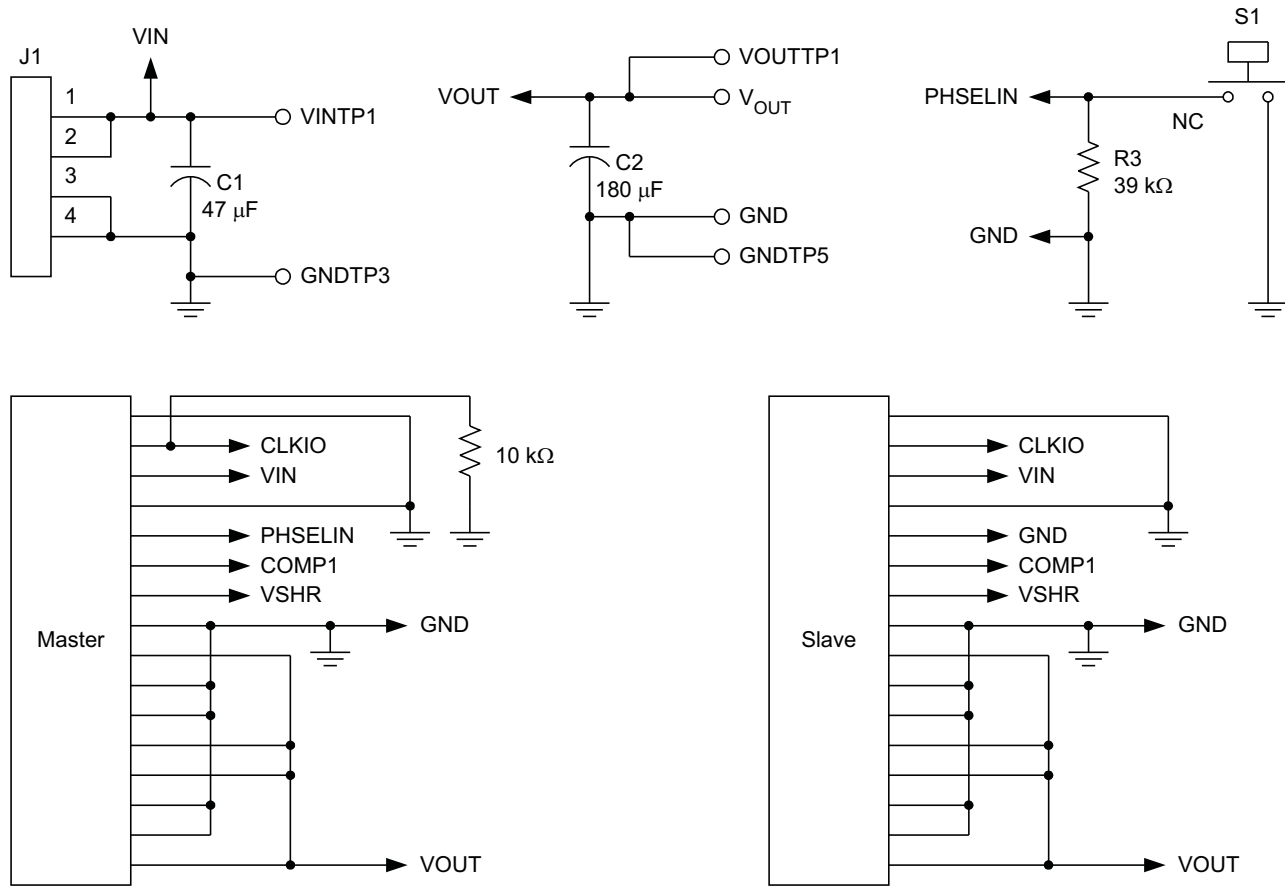 J1
VIN
1
2
3
4
VINTP1
C1
47 μF
GNDTP3
VOUT
VOUTTP1
VOUT
C2
180 μF
GND
GNDTP5
S1
PHSELIN
NC
R3
39 kΩ
GND
Master
CLKIO
VIN
10 kΩ
PHSELIN
COMP1
VSHR
GND
VOUT
Slave
CLKIO
VIN
GND
COMP1
VSHR
GND
VOUT